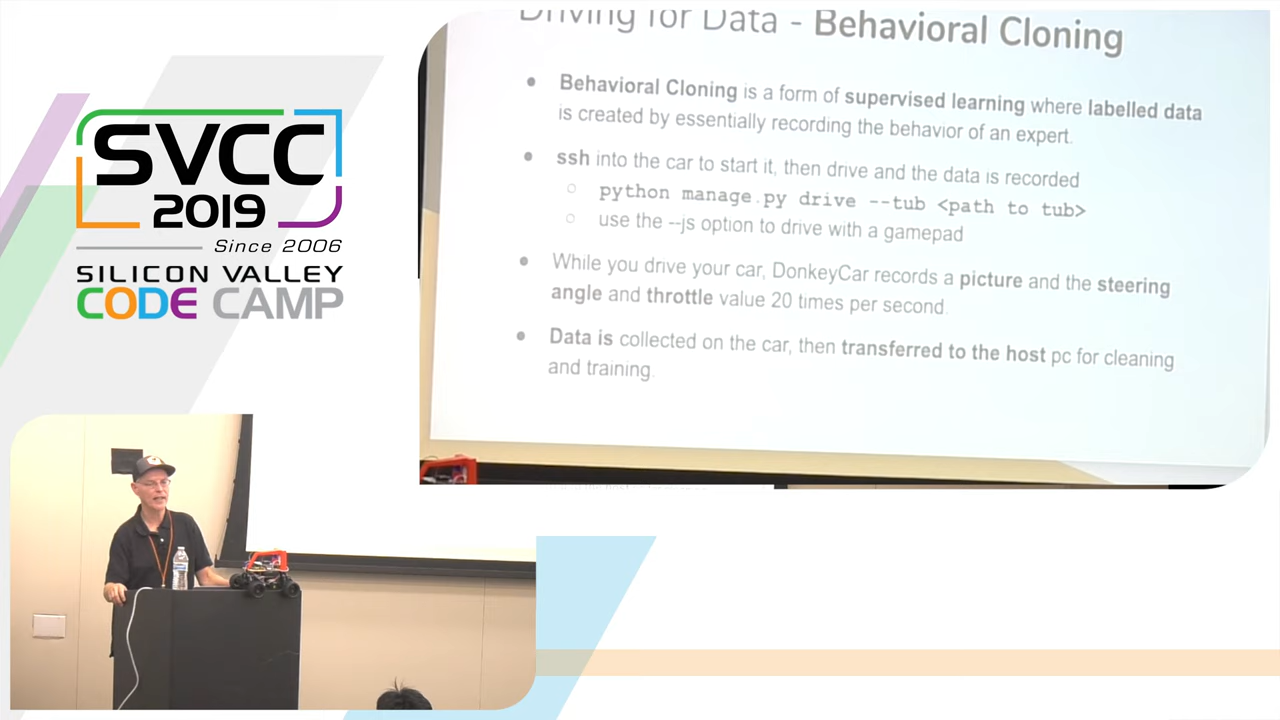 SVCC
2019
Since 2006
SILICON VALLEY
CODE CAMP
Driving for Data - Behavioral Cloning
Behavioral Cloning is a form of supervised learning where labelled data
is created by essentially recording the behavior of an expert.
ssh into the car to start it, then drive and the data is recorded
python manage.py drive --tub <path to tub>
use the --js option to drive with a gamepad
While you drive your car, DonkeyCar records a picture and the steering
angle and throttle value 20 times per second.
Data is collected on the car, then transferred to the host pc for cleaning
and training.